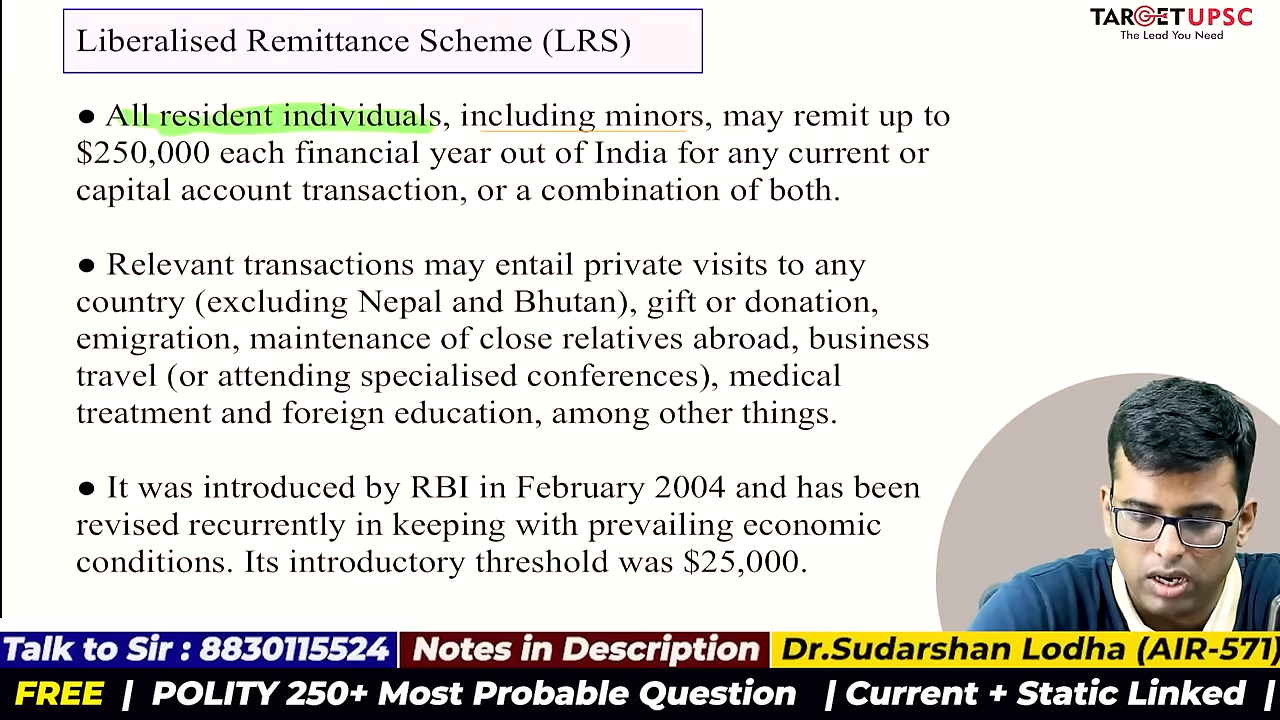 TARGETUPSC
The Lead You Need
Liberalised Remittance Scheme (LRS)
● All resident individuals, including minors, may remit up to
$250,000 each financial year out of India for any current or
capital account transaction, or a combination of both.
● Relevant transactions may entail private visits to any
country (excluding Nepal and Bhutan), gift or donation,
emigration, maintenance of close relatives abroad, business
travel (or attending specialised conferences), medical
treatment and foreign education, among other things.
● It was introduced by RBI in February 2004 and has been
revised recurrently in keeping with prevailing economic
conditions. Its introductory threshold was $25,000.
Talk to Sir : 8830115524 Notes in Description Dr.Sudarshan Lodha (AIR-571)
FREE | POLITY 250+ Most Probable Question | Current + Static Linked |